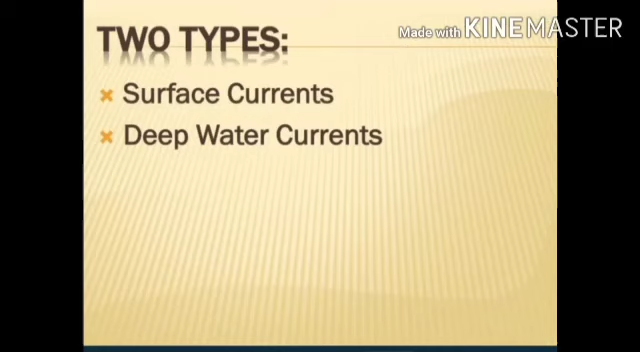 TWO TYPES:
Made with KINEMASTER
Surface Currents
Deep Water Currents